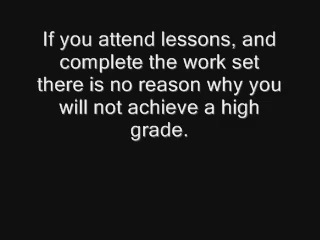 If you attend lessons, and
complete the work set
there is no reason why you
will not achieve a high
grade.